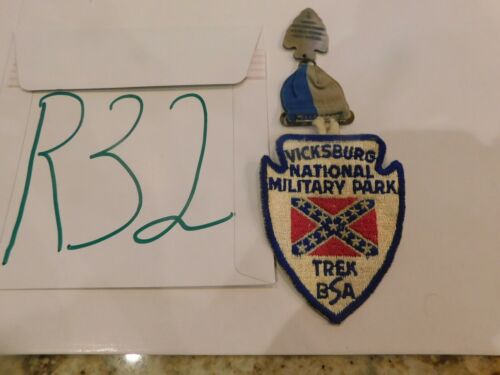 R32
VICKSBURG
NATIONAL
MILITARY PARK
TREK
BSA